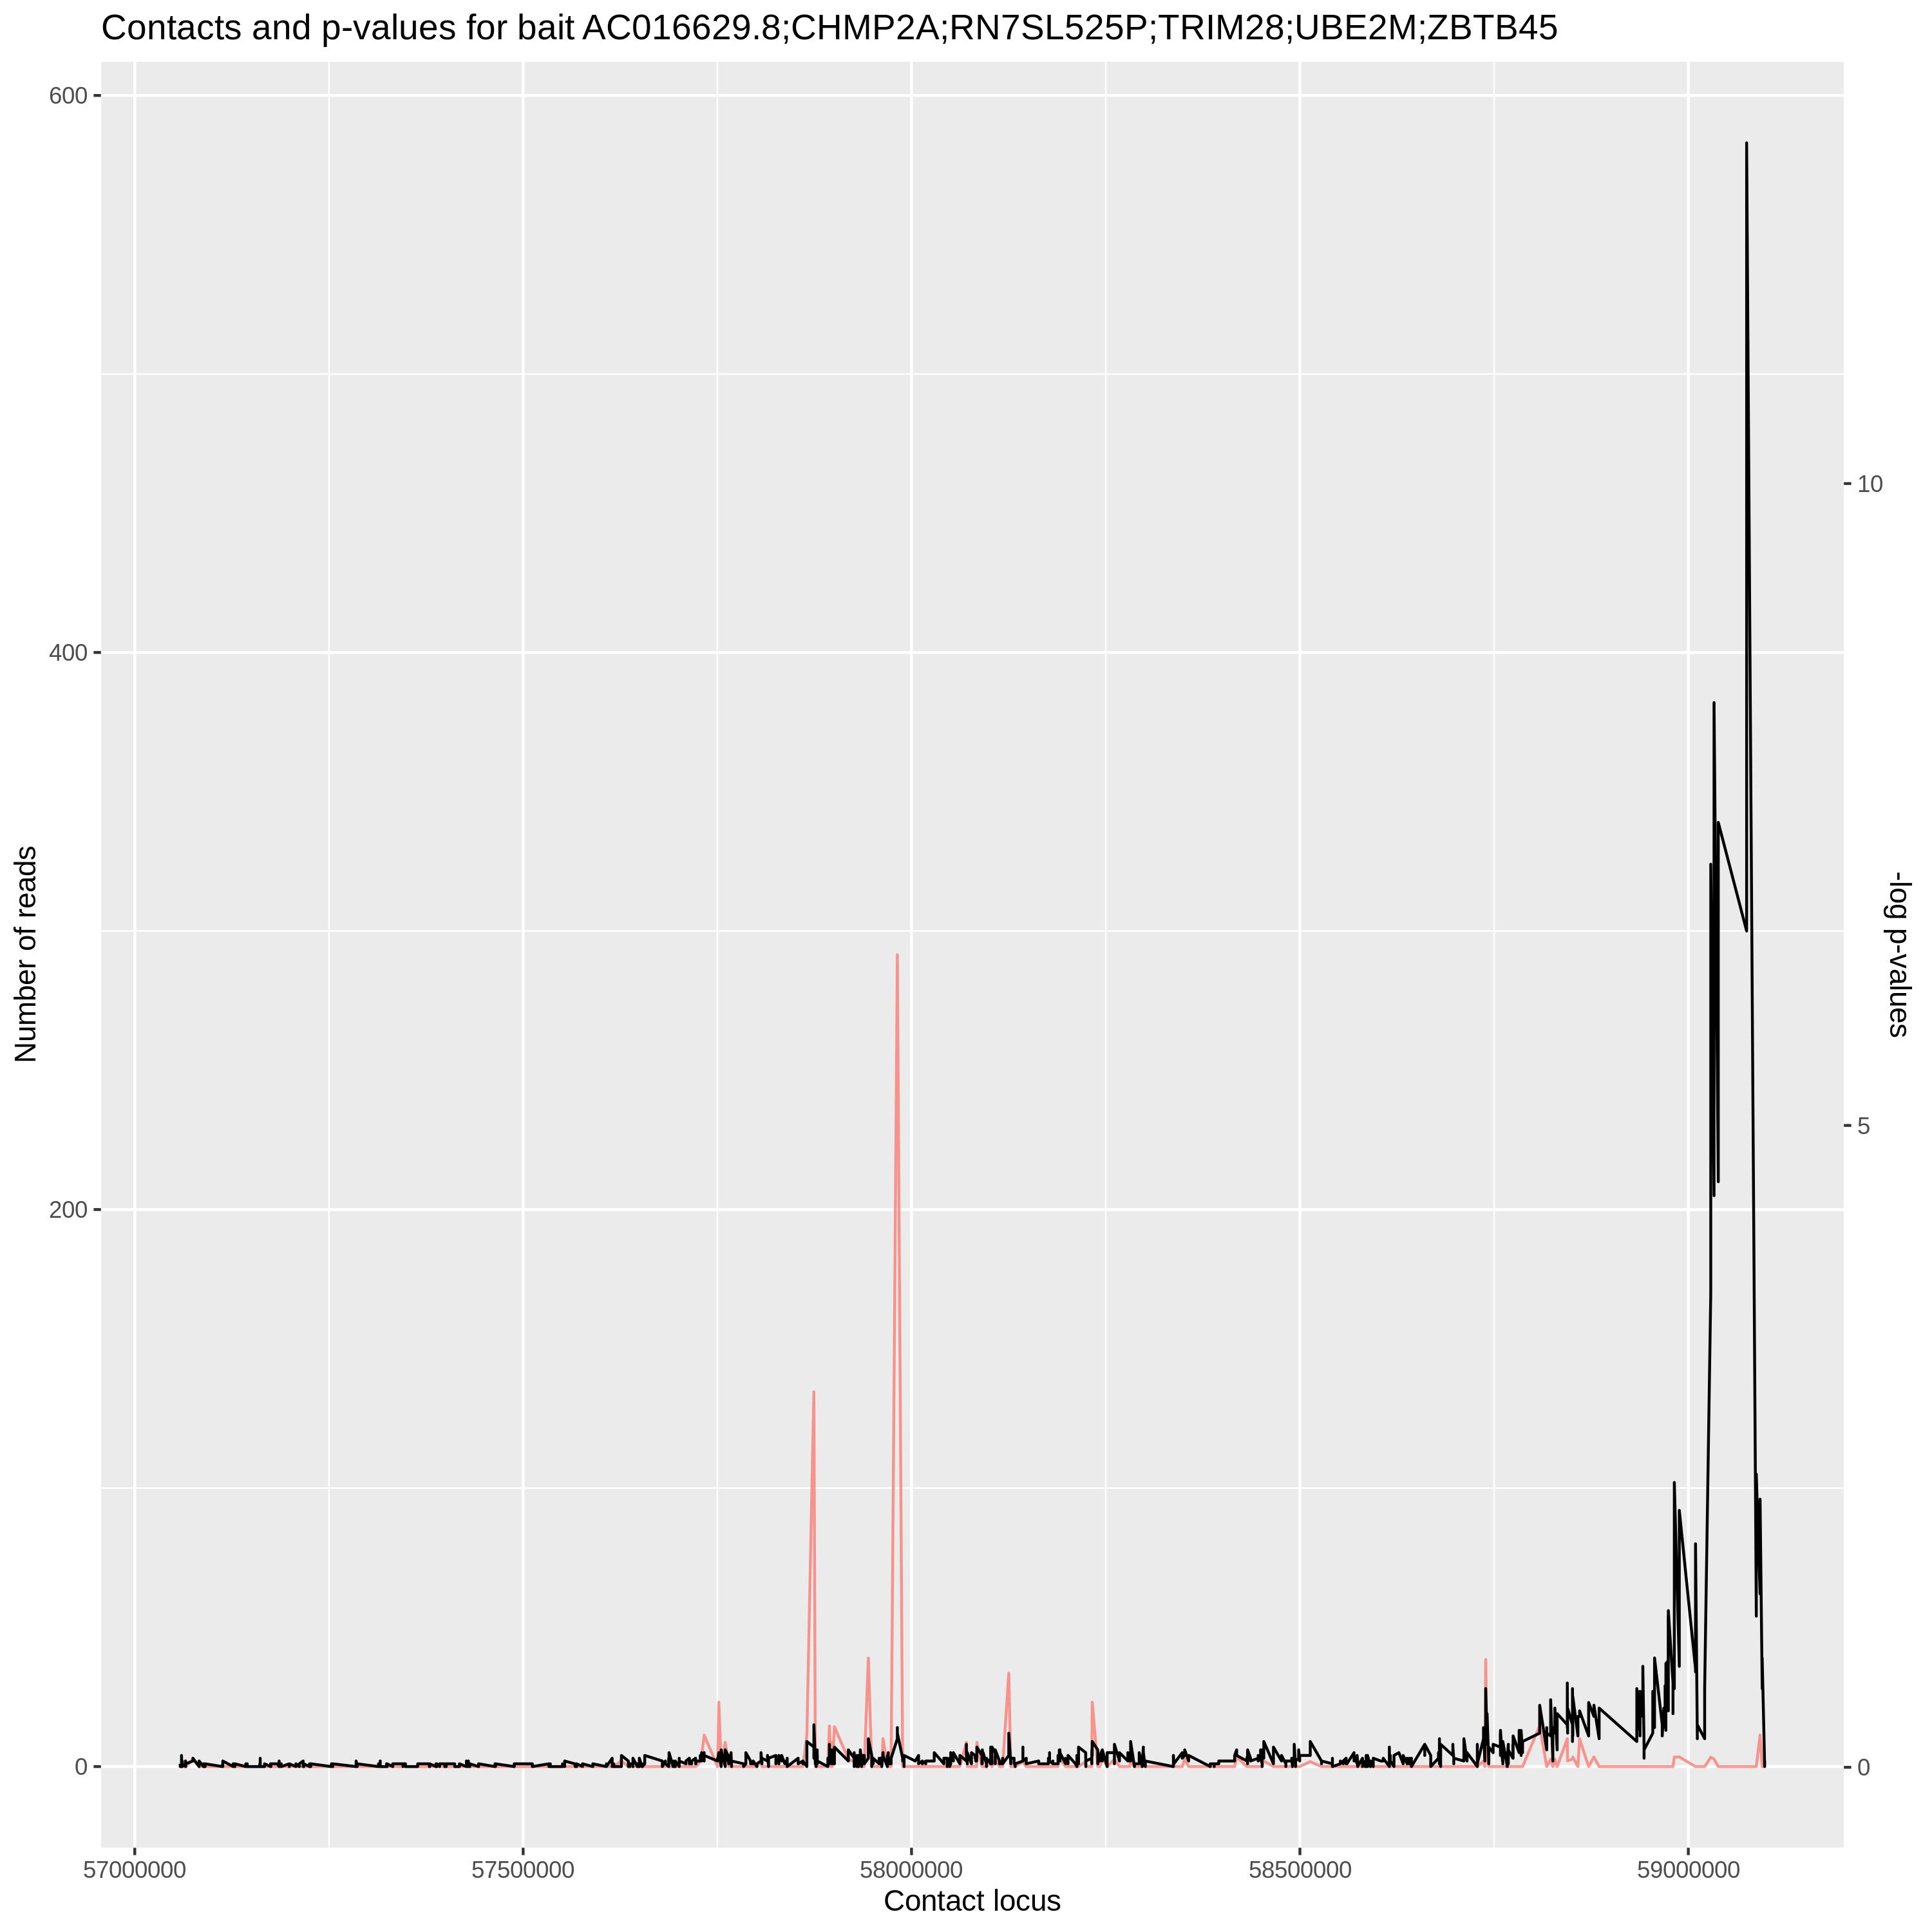 Contacts and p-values for bait AC016629.8;CHMP2A;RN7SL525P;TRIM28;UBE2M;ZBTB45
600
400
200
0
Number of reads
10
5
0
-log p-values
57000000 57500000 58000000 58500000 59000000
Contact locus